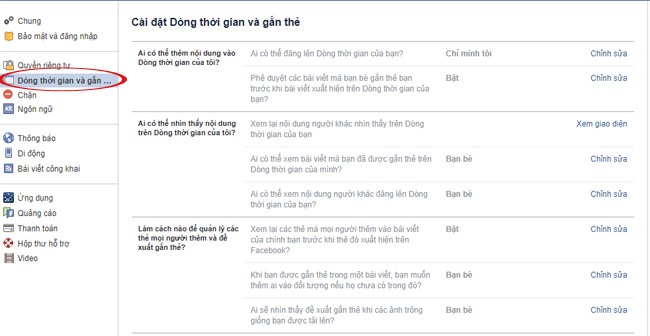 Chung
Bảo mật và đăng nhập
Quyền riêng tư
Dòng thời gian và gắn ...
Chặn
Ngôn ngữ
Thông báo
Di động
Bài viết công khai
Ứng dụng
Quảng cáo
Thanh toán
Hộp thư hỗ trợ
Video
Cài đặt Dòng thời gian và gắn thẻ
Ai có thể thêm nội dung vào
Dòng thời gian của tôi?
Ai có thể đăng lên Dòng thời gian của bạn?
Chỉ mình tôi
Chỉnh sửa
Phê duyệt các bài viết mà bạn bè gắn thẻ bạn
trước khi bài viết xuất hiện trên Dòng thời gian của
bạn?
Bật
Chỉnh sửa
Ai có thể nhìn thấy nội dung
trên Dòng thời gian của tôi?
Xem lại nội dung người khác nhìn thấy trên Dòng
thời gian của bạn
Xem giao diện
Ai có thể xem bài viết mà bạn đã được gắn thẻ trên
Dòng thời gian của mình?
Bạn bè
Chỉnh sửa
Ai có thể xem nội dung người khác đăng lên Dòng
thời gian của bạn?
Bạn bè
Chỉnh sửa
Làm cách nào để quản lý các
thẻ mọi người thêm và đề
xuất gắn thẻ?
Xem lại các thẻ mà mọi người thêm vào bài viết
của chính bạn trước khi thẻ đó xuất hiện trên
Facebook?
Bật
Chỉnh sửa
Khi bạn được gắn thẻ trong một bài viết, bạn muốn
thêm ai vào đối tượng nếu họ chưa có trong đó?
Bạn bè
Chỉnh sửa
Ai sẽ nhìn thấy đề xuất gắn thẻ khi các ảnh trông
giống bạn được tải lên?
Bạn bè
Chỉnh sửa